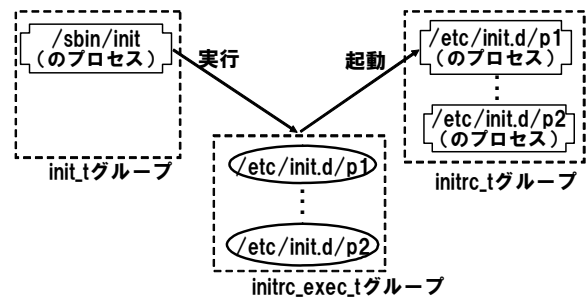 /sbin/init
(のプロセス)
init_tグループ
実行
起動
/etc/init.d/p1
(のプロセス)
/etc/init.d/p2
(のプロセス)
initrc_tグループ
/etc/init.d/p1
/etc/init.d/p2
initrc_exec_tグループ